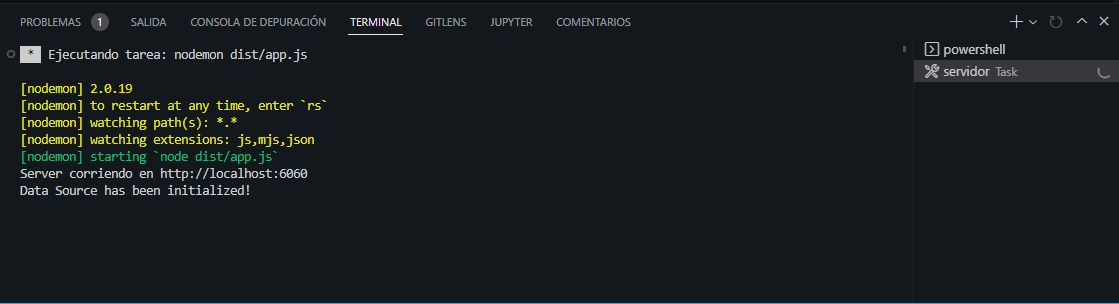 PROBLEMAS 1 SALIDA CONSOLA DE DEPURACIÓN TERMINAL GITLENS JUPYTER COMENTARIOS
* Ejecutando tarea: nodemon dist/app.js
[nodemon] 2.0.19
[nodemon] to restart at any time, enter `rs`
[nodemon] watching path(s): *.*
[nodemon] watching extensions: js,mjs,json
[nodemon] starting `node dist/app.js`
Server corriendo en http://localhost:6060
Data Source has been initialized!
powershell
servidor Task